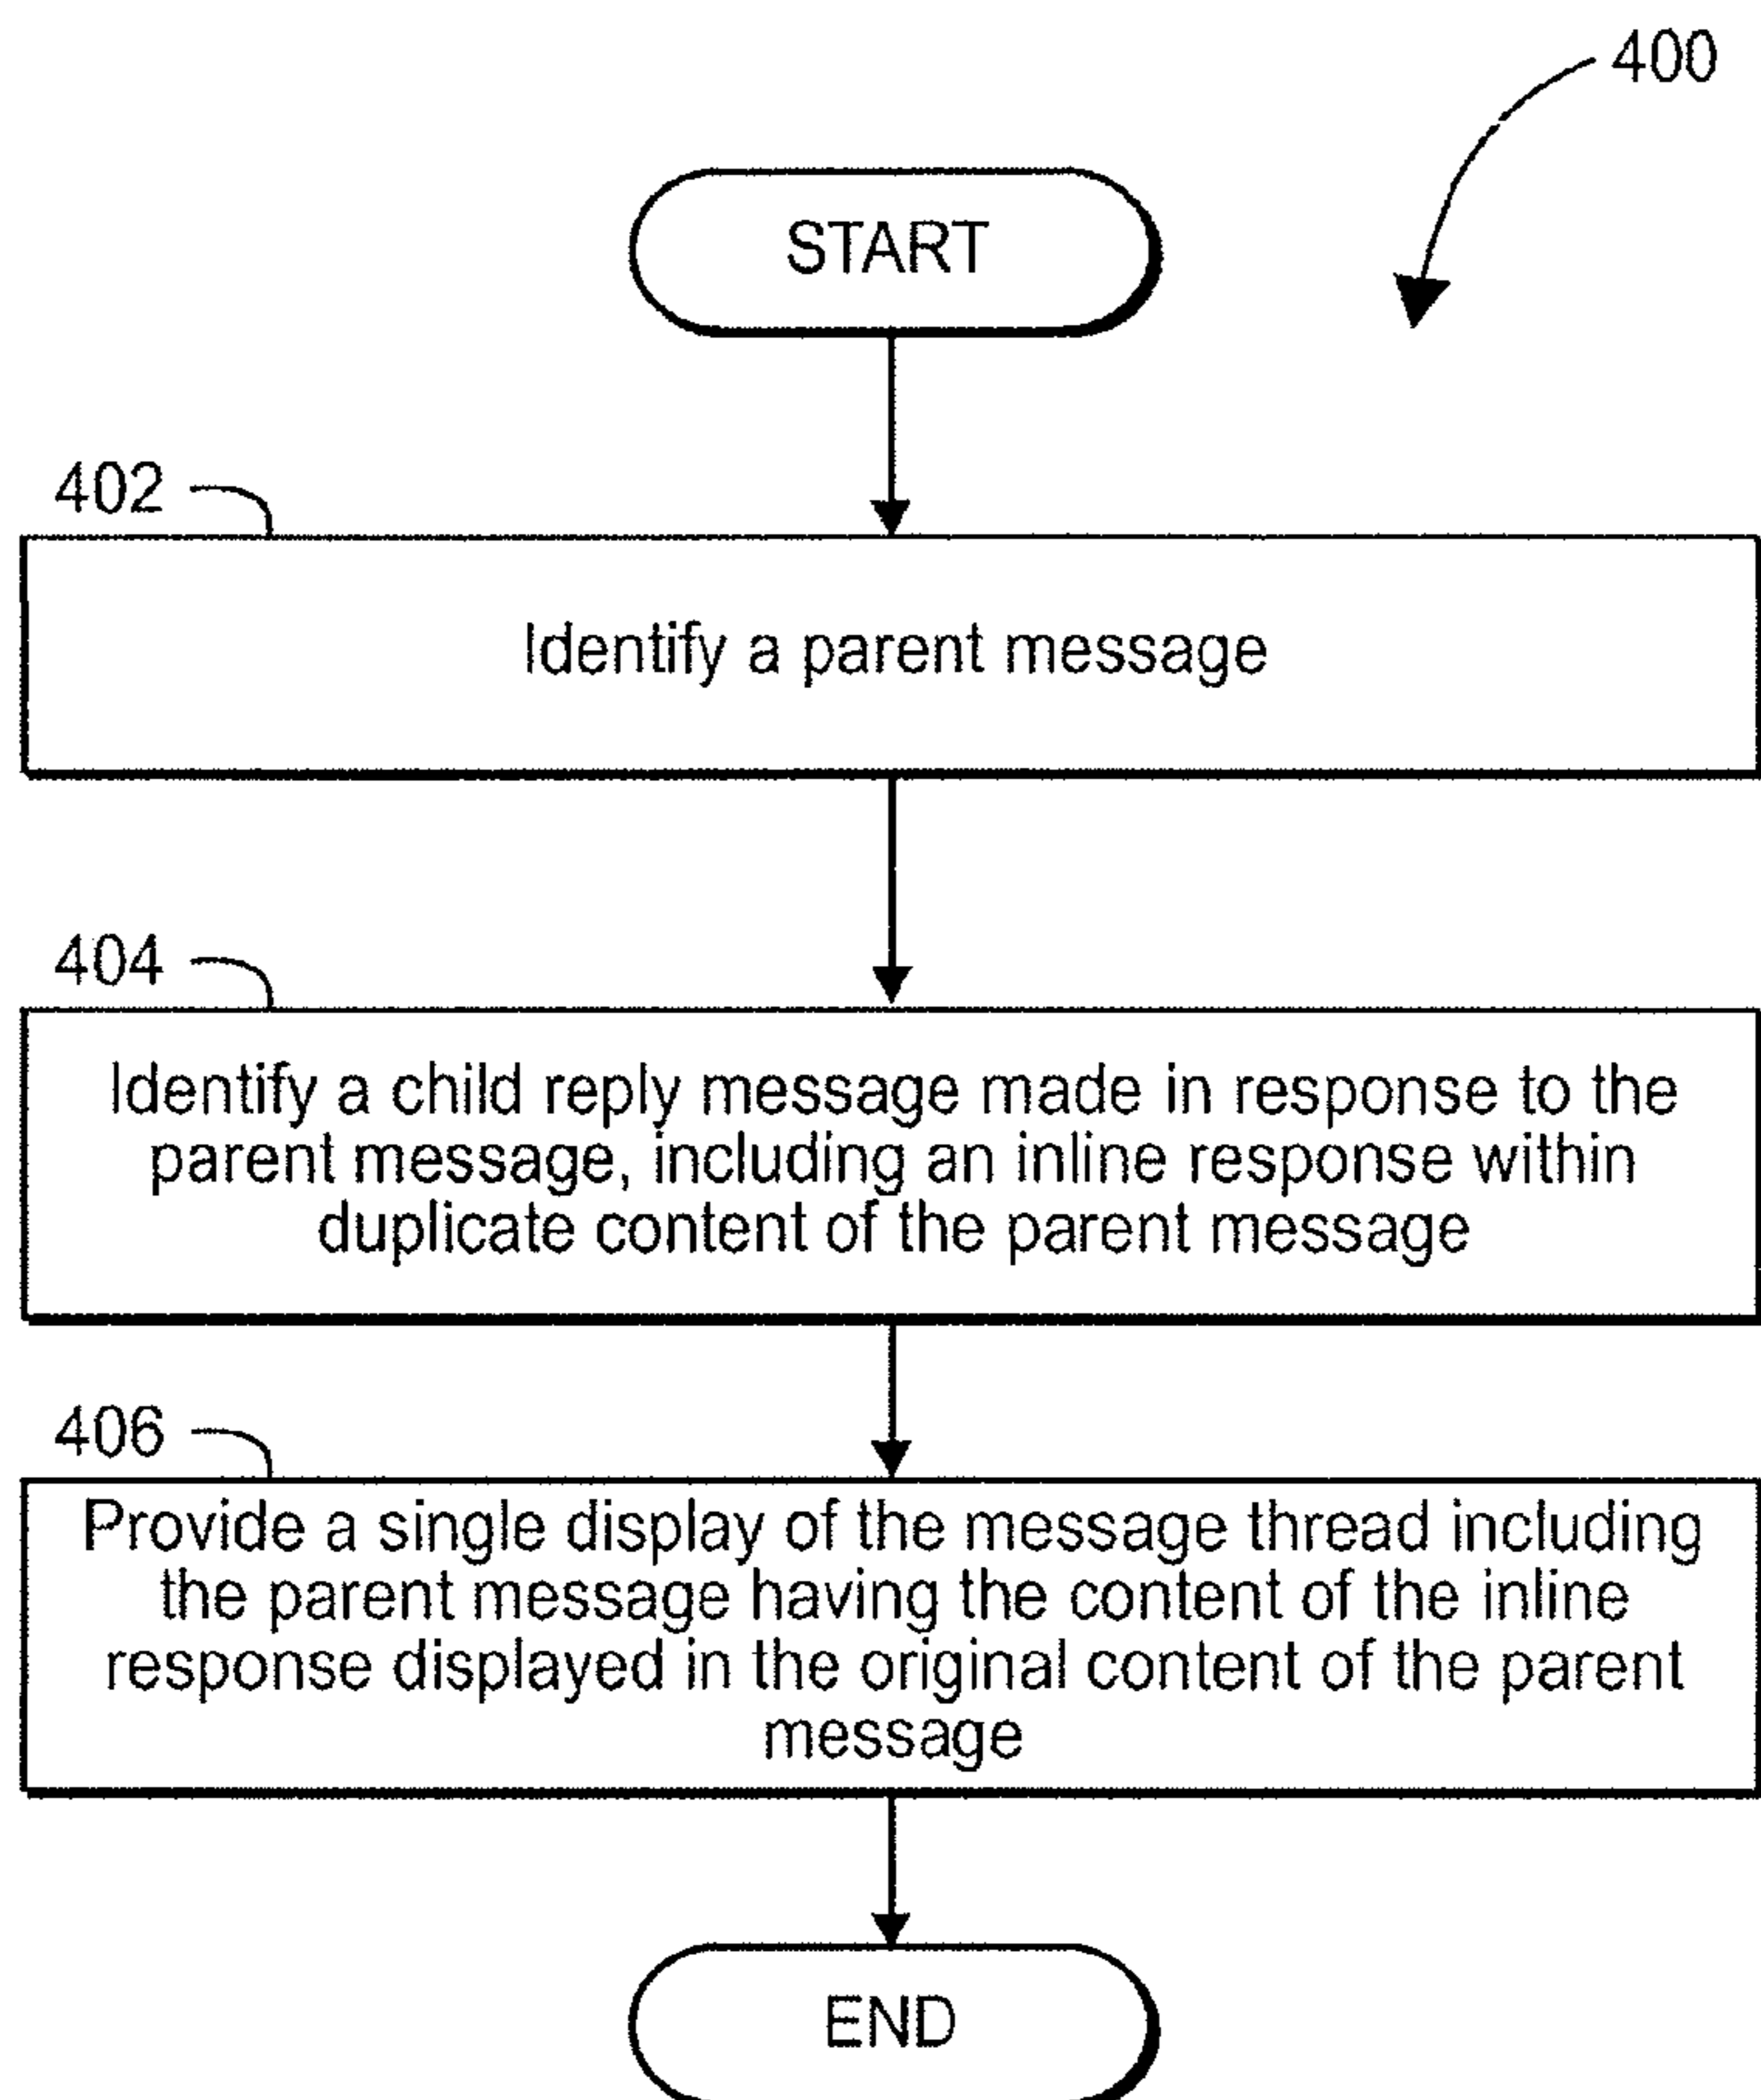 400
START
402
Identify a parent message
404
Identify a child reply message made in response to the
parent message, including an inline response within
duplicate content of the parent message
406
Provide a single display of the message thread including
the parent message having the content of the inline
response displayed in the original content of the parent
message
END